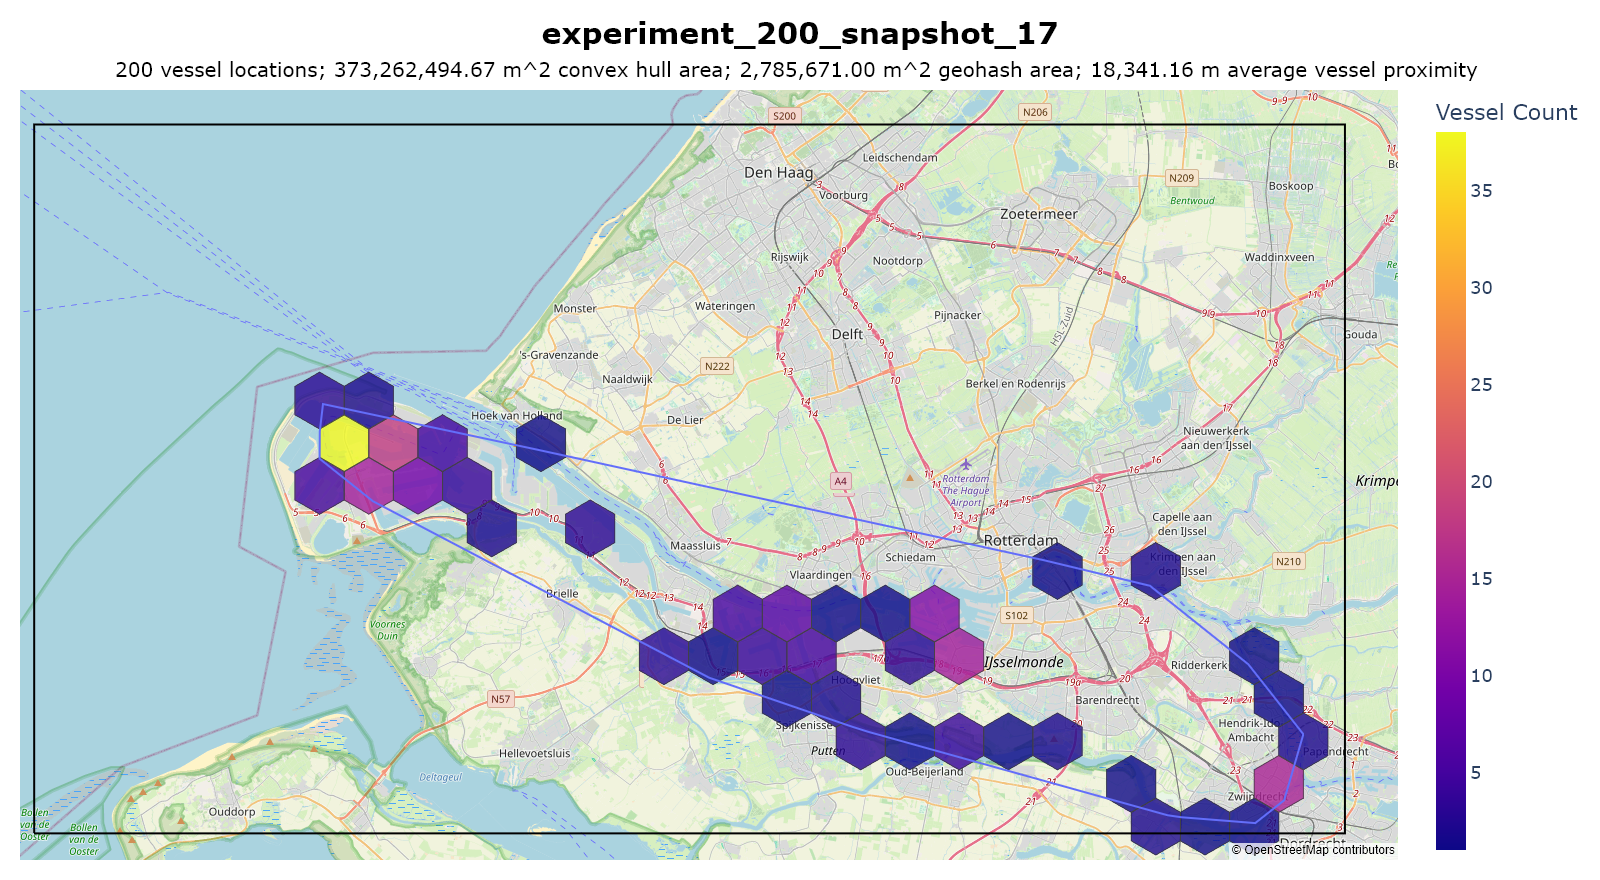 experiment_200_snapshot_17
200 vessel locations; 373,262,494.67 m^2 convex hull area; 2,785,671.00 m^2 geohash area; 18,341.16 m average vessel proximity
Vessel Count
35
30
25
20
15
10
5
S200
N206
Leidschendam
Den Haag
Voorburg
N209
Boskoop
Bentwoud
Zoetermeer
Rijswijk
Nootdorp
Waddinxveen
Monster
Wateringen
Pijnacker
HSL-Zuid
Delft
Gouda
's-Gravenzande
N222
Naaldwijk
Berkel en Rodenrijs
Hoek van Holland
De Lier
Nieuwerkerk
aan den IJssel
A4
Rotterdam
The Hague
Airport
Krimpe
Capelle aan
den IJssel
Maassluis
Schiedam
Rotterdam
Krimpen aan
den IJssel
N210
Vlaardingen
Brielle
S102
Voornes
Duin
IJsselmonde
Ridderkerk
Hoogvliet
N57
Barendrecht
Spijkenisse
Hendrik-Ido-
Ambacht
Putten
Papendrecht
Hellevoetsluis
Oud-Beijerland
Deltageul
Zwijndrecht
Ouddorp
Bollen
van de
Ooster
Bollen
van de
Ooster
Dordrecht
© OpenStreetMap contributors